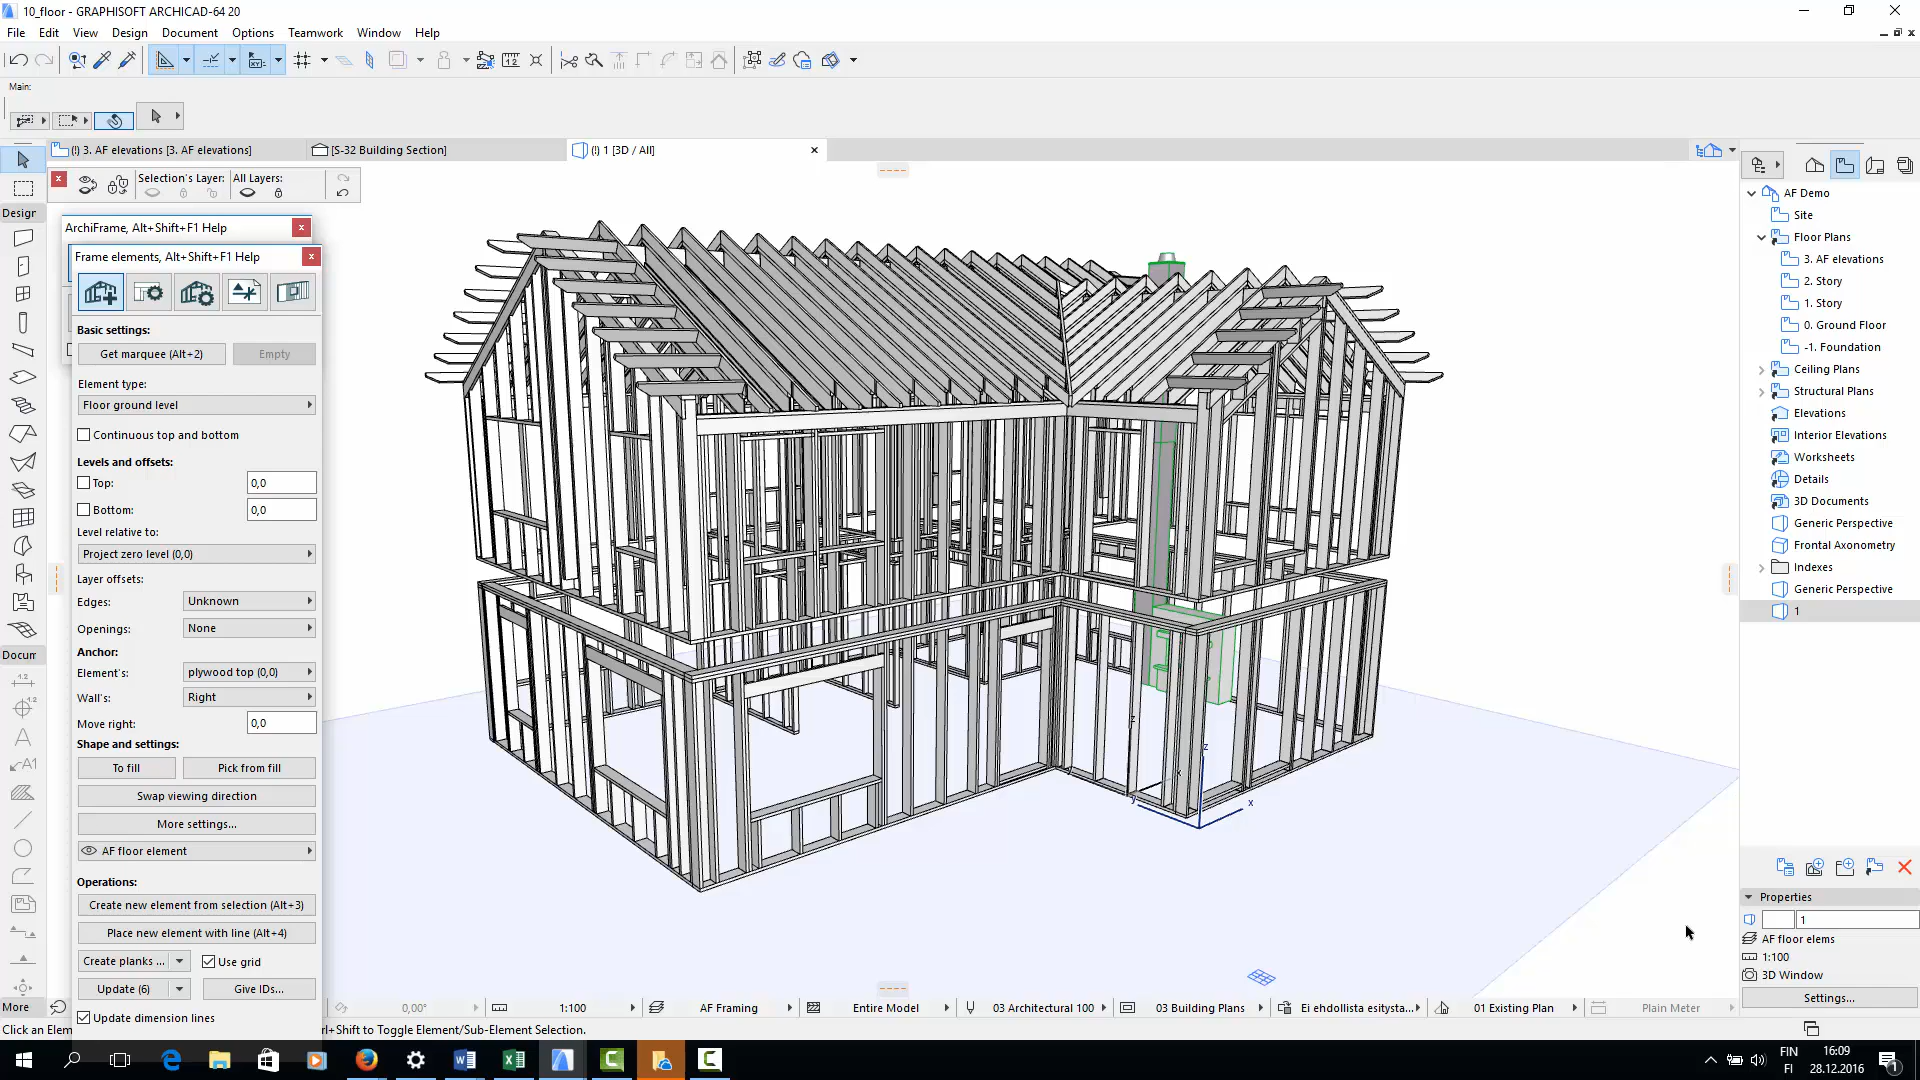 10_floor - GRAPHISOFT ARCHICAD-64 20
File Edit View Design Document Options Teamwork Window Help
Main:
(!) 3. AF elevations [3. AF elevations]
[S-32 Building Section]
(!) 1 [3D / All]
Selection's Layer: All Layers:
Design
ArchiFrame, Alt+Shift+F1 Help
Frame elements, Alt+Shift+F1 Help
Basic settings:
Get marquee (Alt+2) Empty
Element type:
Floor ground level
Continuous top and bottom
Levels and offsets:
Top: 0,0
Bottom: 0,0
Level relative to:
Project zero level (0,0)
Layer offsets:
Edges: Unknown
Openings: None
Anchor:
Element's: plywood top (0,0)
Wall's: Right
Move right: 0,0
Shape and settings:
To fill Pick from fill
Swap viewing direction
More settings...
AF floor element
Operations:
Create new element from selection (Alt+3)
Place new element with line (Alt+4)
Create planks ... Use grid
Update (6) Give IDs...
Update dimension lines
Docum
1.2
1.2
A
A1
More
z
x
y
z
x
AF Demo
Site
Floor Plans
3. AF elevations
2. Story
1. Story
0. Ground Floor
-1. Foundation
Ceiling Plans
Structural Plans
Elevations
Interior Elevations
Worksheets
Details
3D Documents
Generic Perspective
Frontal Axonometry
Indexes
Generic Perspective
1
Properties
1
AF floor elems
1:100
3D Window
Settings...
0,00° 1:100 AF Framing Entire Model 03 Architectural 100 03 Building Plans Ei ehdollista esitysta... 01 Existing Plan Plain Meter
Click an Elem
rl+Shift to Toggle Element/Sub-Element Selection.
FIN
FI
16:09
28.12.2016
1